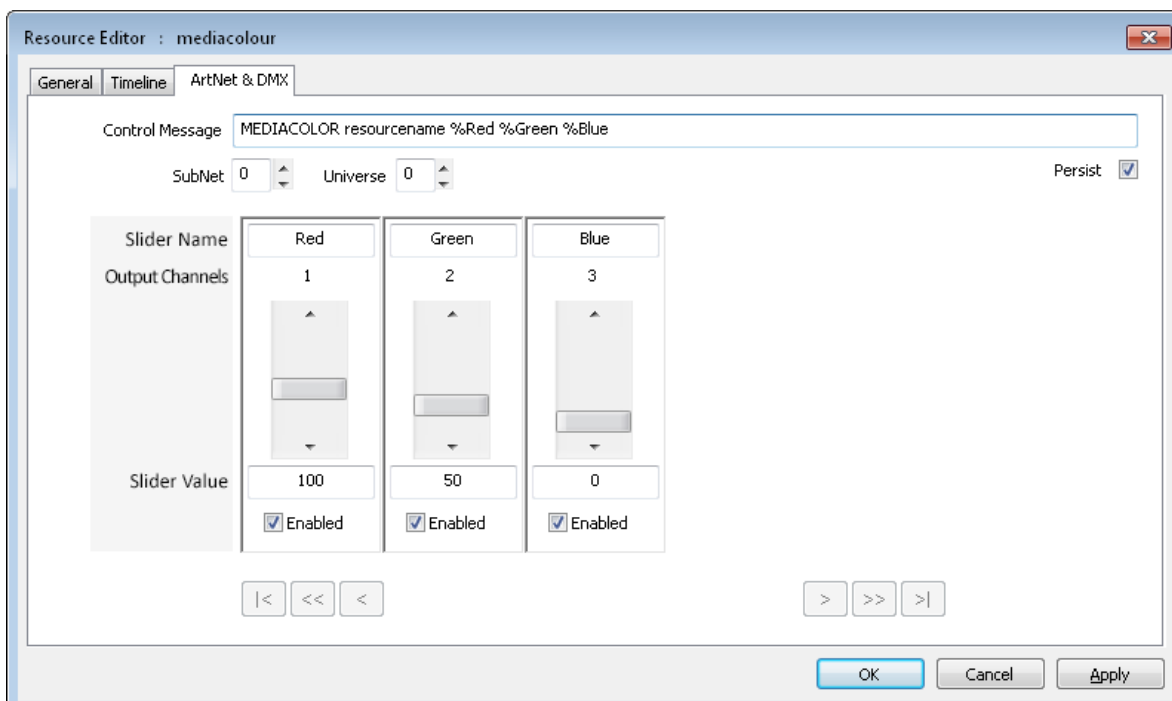 Resource Editor : mediacolour
General Timeline ArtNet & DMX
Control Message MEDIACOLOR resourcename %Red %Green %Blue
SubNet 0 Universe 0 Persist
Slider Name Red Green Blue
Output Channels 1 2 3
Slider Value 100 50 0
Enabled Enabled Enabled
|< << < > >> >|
OK Cancel Apply